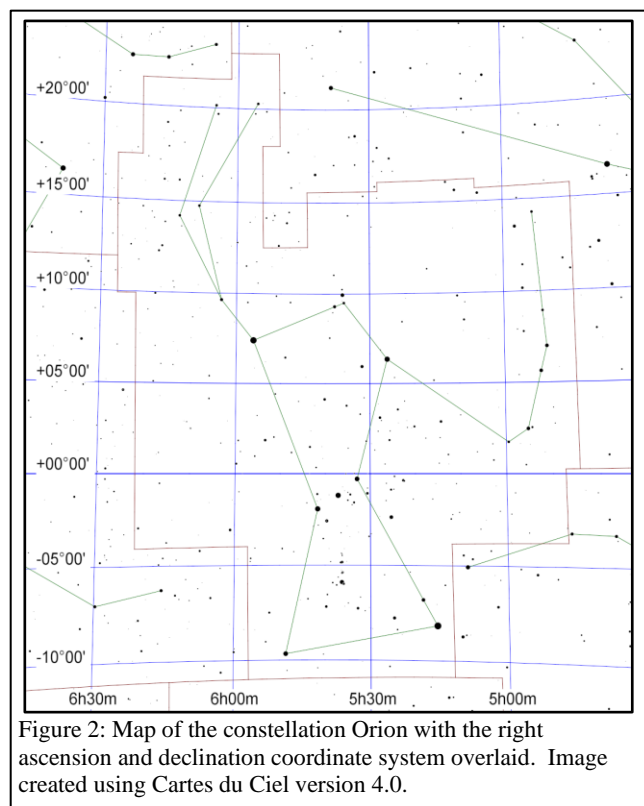 +20°00'
+15°00'
+10°00'
+05°00'
+00°00'
-05°00'
-10°00'
6h30m 6h00m 5h30m 5h00m
Figure 2: Map of the constellation Orion with the right
ascension and declination coordinate system overlaid. Image
created using Cartes du Ciel version 4.0.